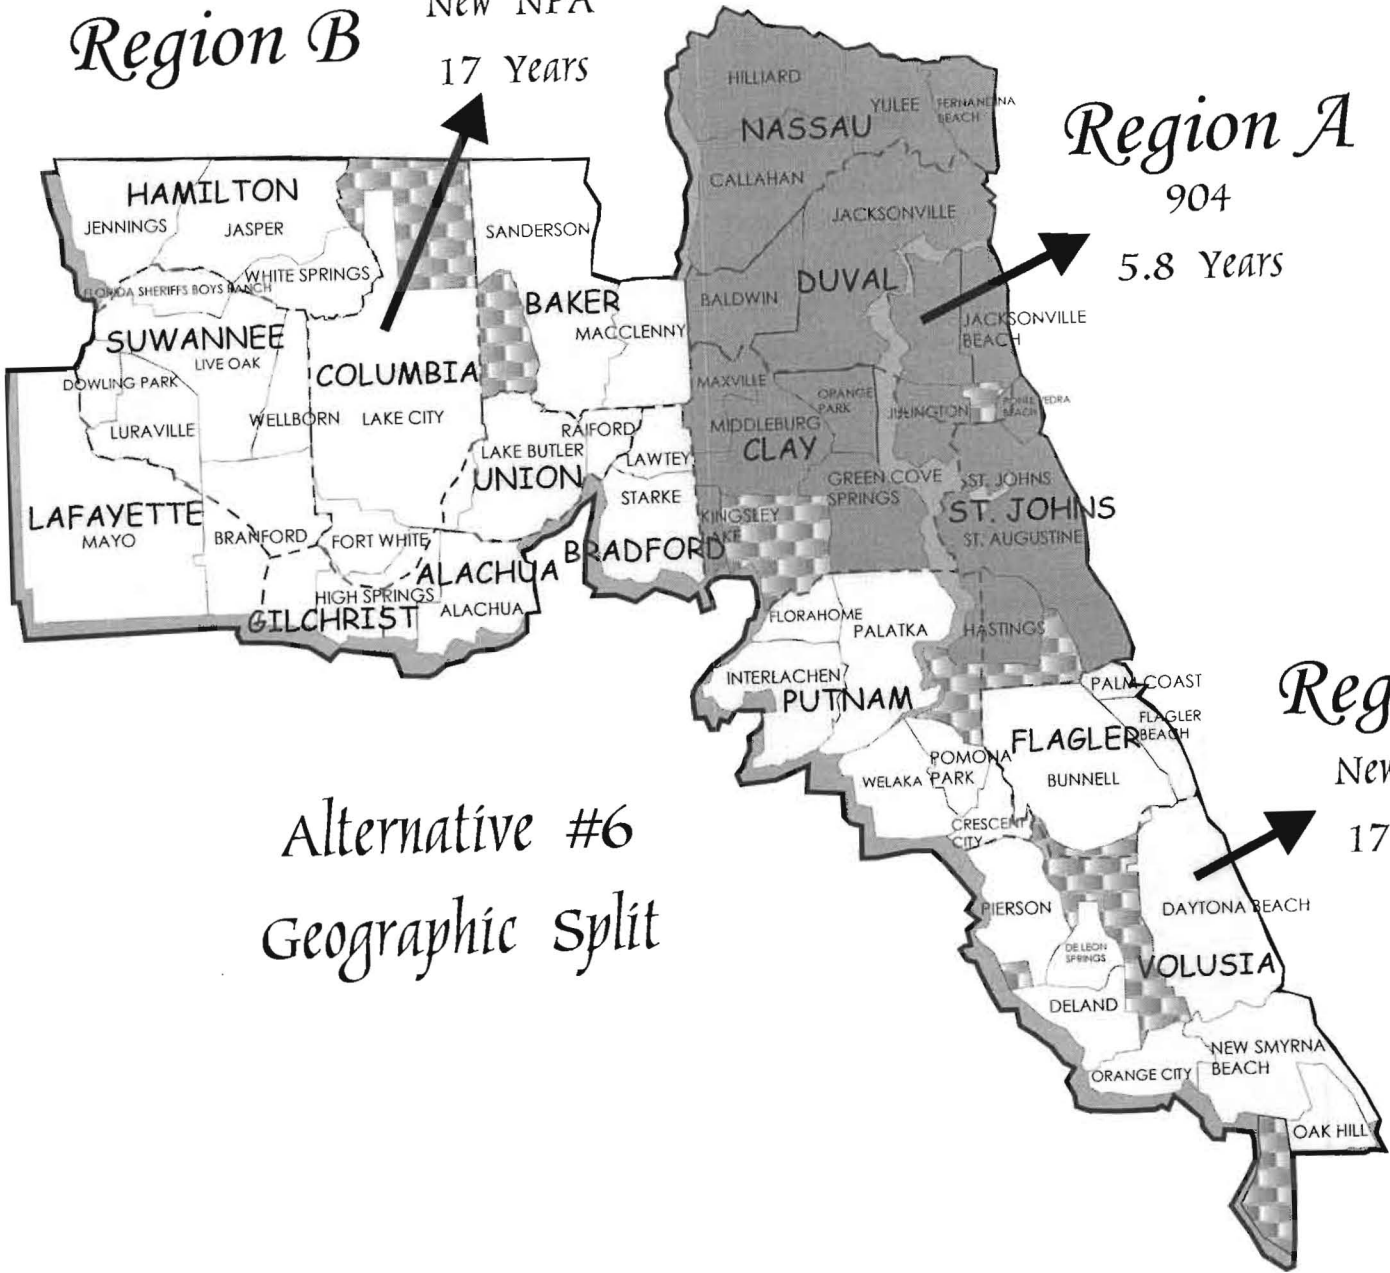 New NPA
Region B
17 Years
HILLIARD
YULEE
FERNANDINA
BEACH
NASSAU
Region A
904
5.8 Years
CALLAHAN
JACKSONVILLE
HAMILTON
JENNINGS
JASPER
SANDERSON
WHITE SPRINGS
FLORIDA SHERIFFS BOYS RANCH
DUVAL
BALDWIN
BAKER
MACCLENNY
JACKSONVILLE
BEACH
SUWANNEE
LIVE OAK
COLUMBIA
DOWLING PARK
LURAVILLE
WELLBORN
LAKE CITY
MAXVILLE
ORANGE
PARK
JULINGTON
PONTE VEDRA
BEACH
MIDDLEBURG
CLAY
RAIFORD
LAKE BUTLER
LAWTEY
UNION
STARKE
GREEN COVE
SPRINGS
ST. JOHNS
ST. JOHNS
ST. AUGUSTINE
KINGSLEY
LAKE
LAFAYETTE
MAYO
BRANFORD
FORT WHITE
BRADFORD
ALACHUA
HIGH SPRINGS
ALACHUA
GILCHRIST
FLORAHOME
PALATKA
HASTINGS
INTERLACHEN
PUTNAM
PALM COAST
FLAGLER
BEACH
FLAGLER
BUNNELL
POMONA
PARK
WELAKA
CRESCENT
CITY
Reg
New
17
Alternative #6
Geographic Split
PIERSON
DAYTONA BEACH
DE LEON
SPRINGS
VOLUSIA
DELAND
NEW SMYRNA
BEACH
ORANGE CITY
OAK HILL